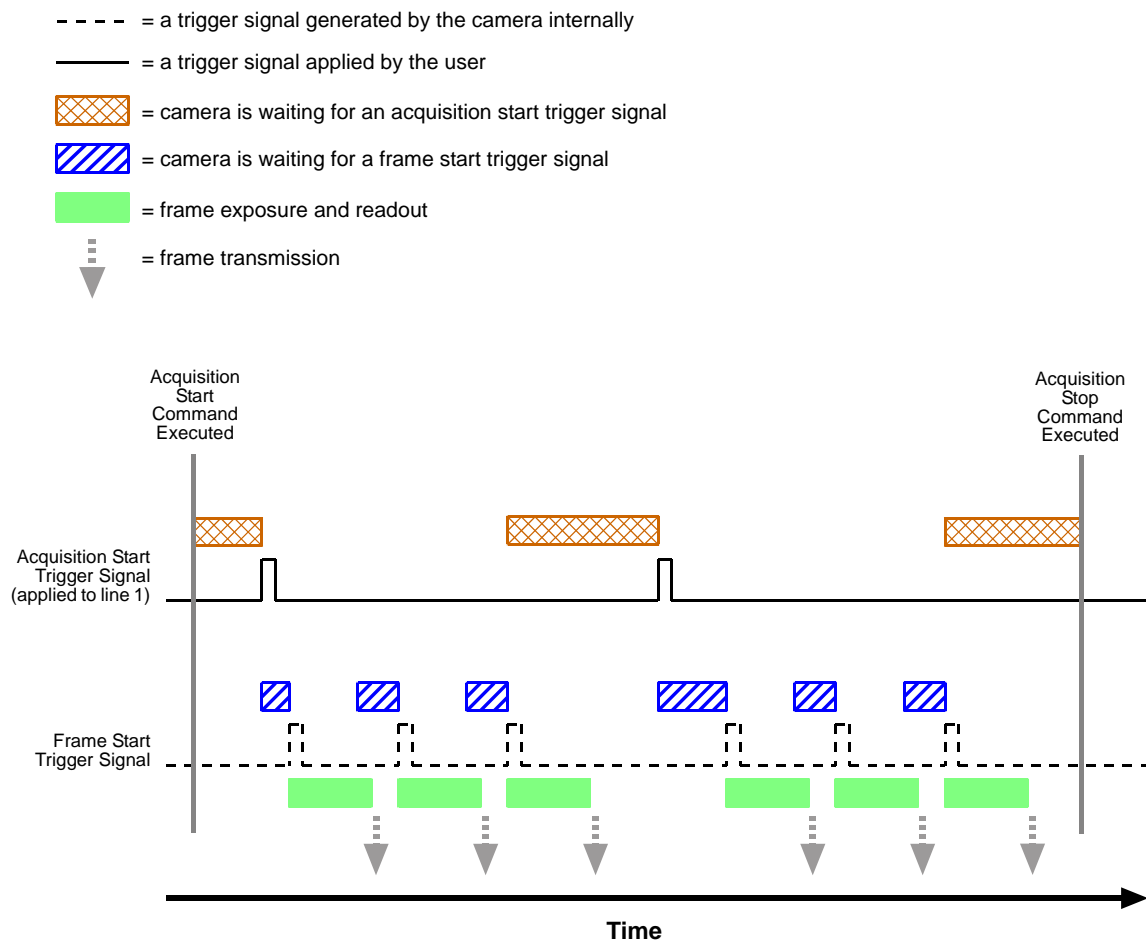 = a trigger signal generated by the camera internally
= a trigger signal applied by the user
= camera is waiting for an acquisition start trigger signal
= camera is waiting for a frame start trigger signal
= frame exposure and readout
= frame transmission
Acquisition
Start
Command
Executed
Acquisition
Stop
Command
Executed
Acquisition Start
Trigger Signal
(applied to line 1)
Frame Start
Trigger Signal
Time